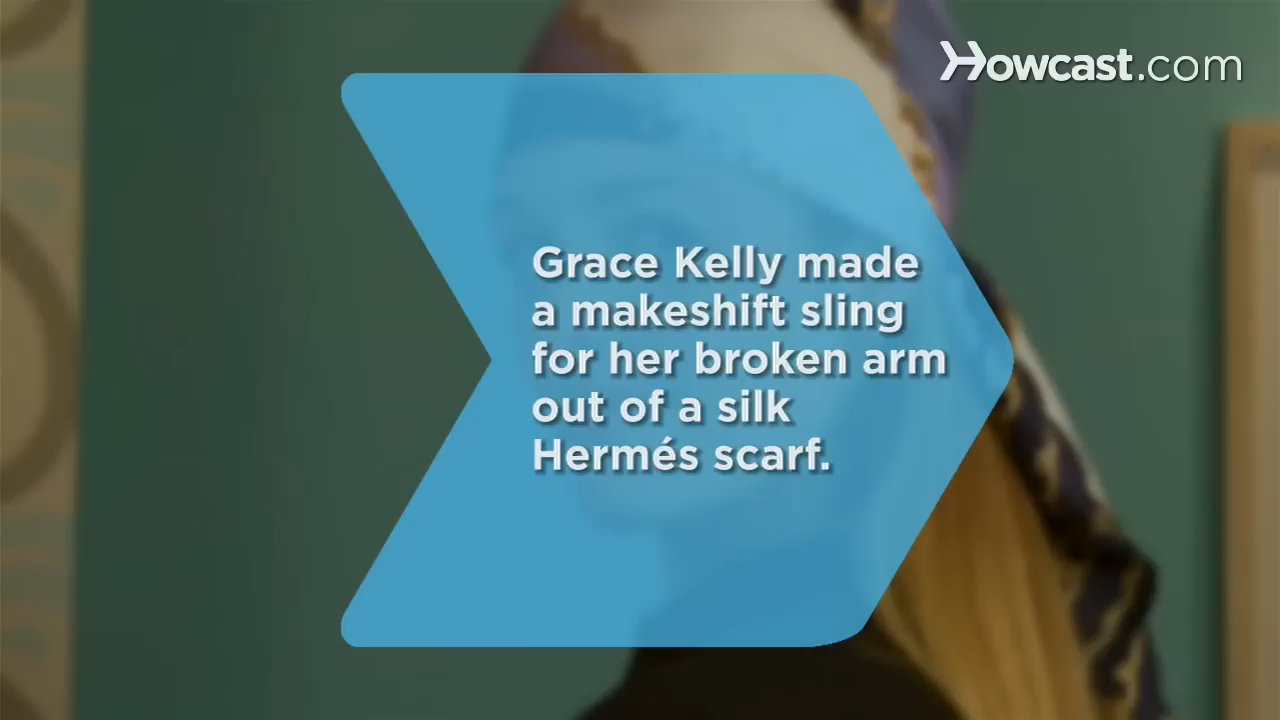 Howcast.com
Grace Kelly made
a makeshift sling
for her broken arm
out of a silk
Hermés scarf.